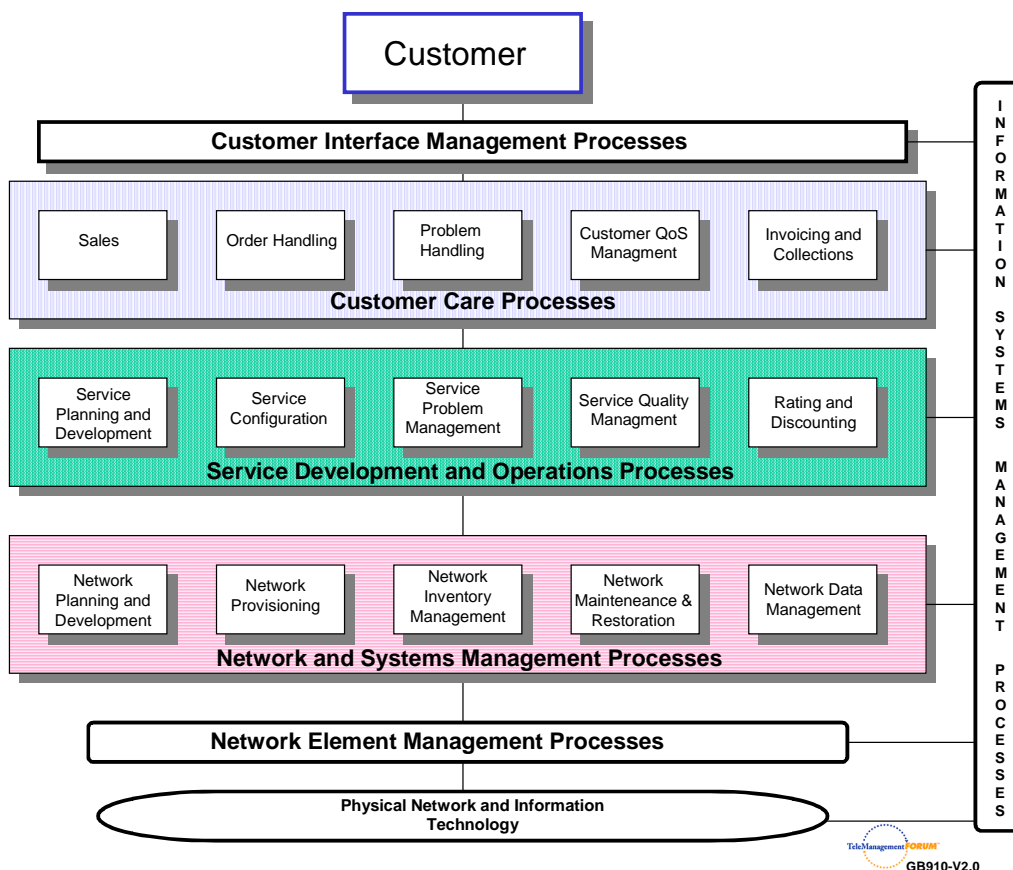 Customer
Customer Interface Management Processes
Sales
Order Handling
Problem
Handling
Customer QoS
Managment
Invoicing and
Collections
Customer Care Processes
Service
Planning and
Development
Service
Configuration
Service
Problem
Management
Service Quality
Managment
Rating and
Discounting
Service Development and Operations Processes
Network
Planning and
Development
Network
Provisioning
Network
Inventory
Management
Network
Mainteneance &
Restoration
Network Data
Management
Network and Systems Management Processes
Network Element Management Processes
Physical Network and Information
Technology
INFORMATION SYSTEMS MANAGEMENT PROCESSES
TeleManagement FORUM™
GB910-V2.0